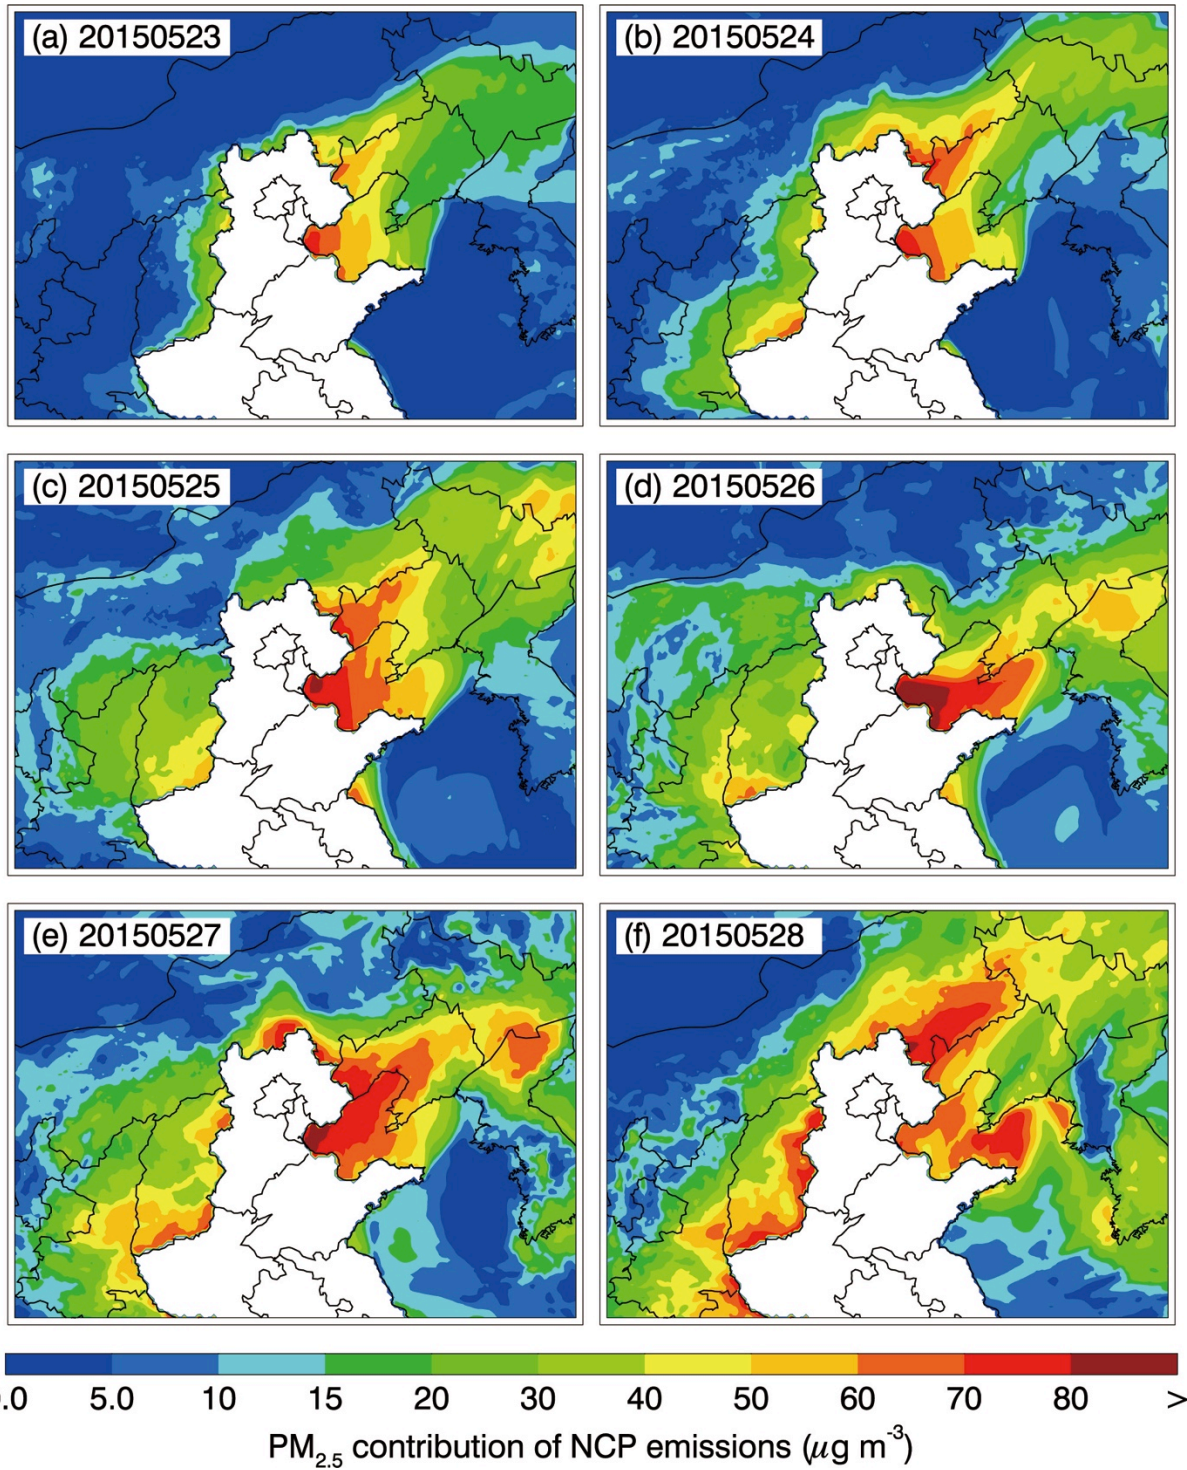 (a) 20150523
(b) 20150524
(c) 20150525
(d) 20150526
(e) 20150527
(f) 20150528
.0 5.0 10 15 20 30 40 50 60 70 80 >
PM2.5 contribution of NCP emissions (μg m-3)